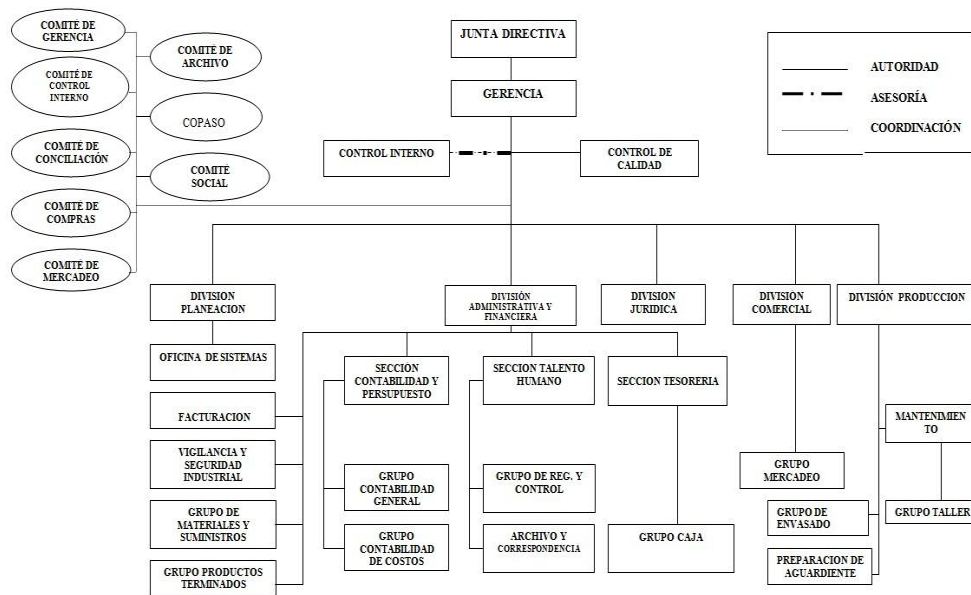 COMITÉ DE
GERENCIA
COMITÉ DE
ARCHIVO
COMITÉ DE
CONTROL
INTERNO
COPASO
COMITÉ DE
CONCILIACIÓN
COMITÉ
SOCIAL
COMITÉ DE
COMPRAS
COMITÉ DE
MERCADEO
JUNTA DIRECTIVA
GERENCIA
CONTROL INTERNO
CONTROL DE
CALIDAD
AUTORIDAD
ASESORÍA
COORDINACIÓN
DIVISION
PLANEACION
DIVISIÓN
ADMINISTRATIVA Y
FINANCIERA
DIVISION
JURIDICA
DIVISIÓN
COMERCIAL
DIVISIÓN PRODUCCION
OFICINA DE SISTEMAS
SECCIÓN
CONTABILIDAD Y
PERSUPUESTO
SECCION TALENTO
HUMANO
SECCION TESORERIA
FACTURACION
MANTENIMIEN
TO
VIGILANCIA Y
SEGURIDAD
INDUSTRIAL
GRUPO
CONTABILIDAD
GENERAL
GRUPO DE REG. Y
CONTROL
GRUPO
MERCADEO
GRUPO DE
MATERIALES Y
SUMINISTROS
GRUPO
CONTABILIDAD
DE COSTOS
ARCHIVO Y
CORRESPONDENCIA
GRUPO CAJA
GRUPO DE
ENVASADO
GRUPO TALLER
GRUPO PRODUCTOS
TERMINADOS
PREPARACION DE
AGUARDIENTE